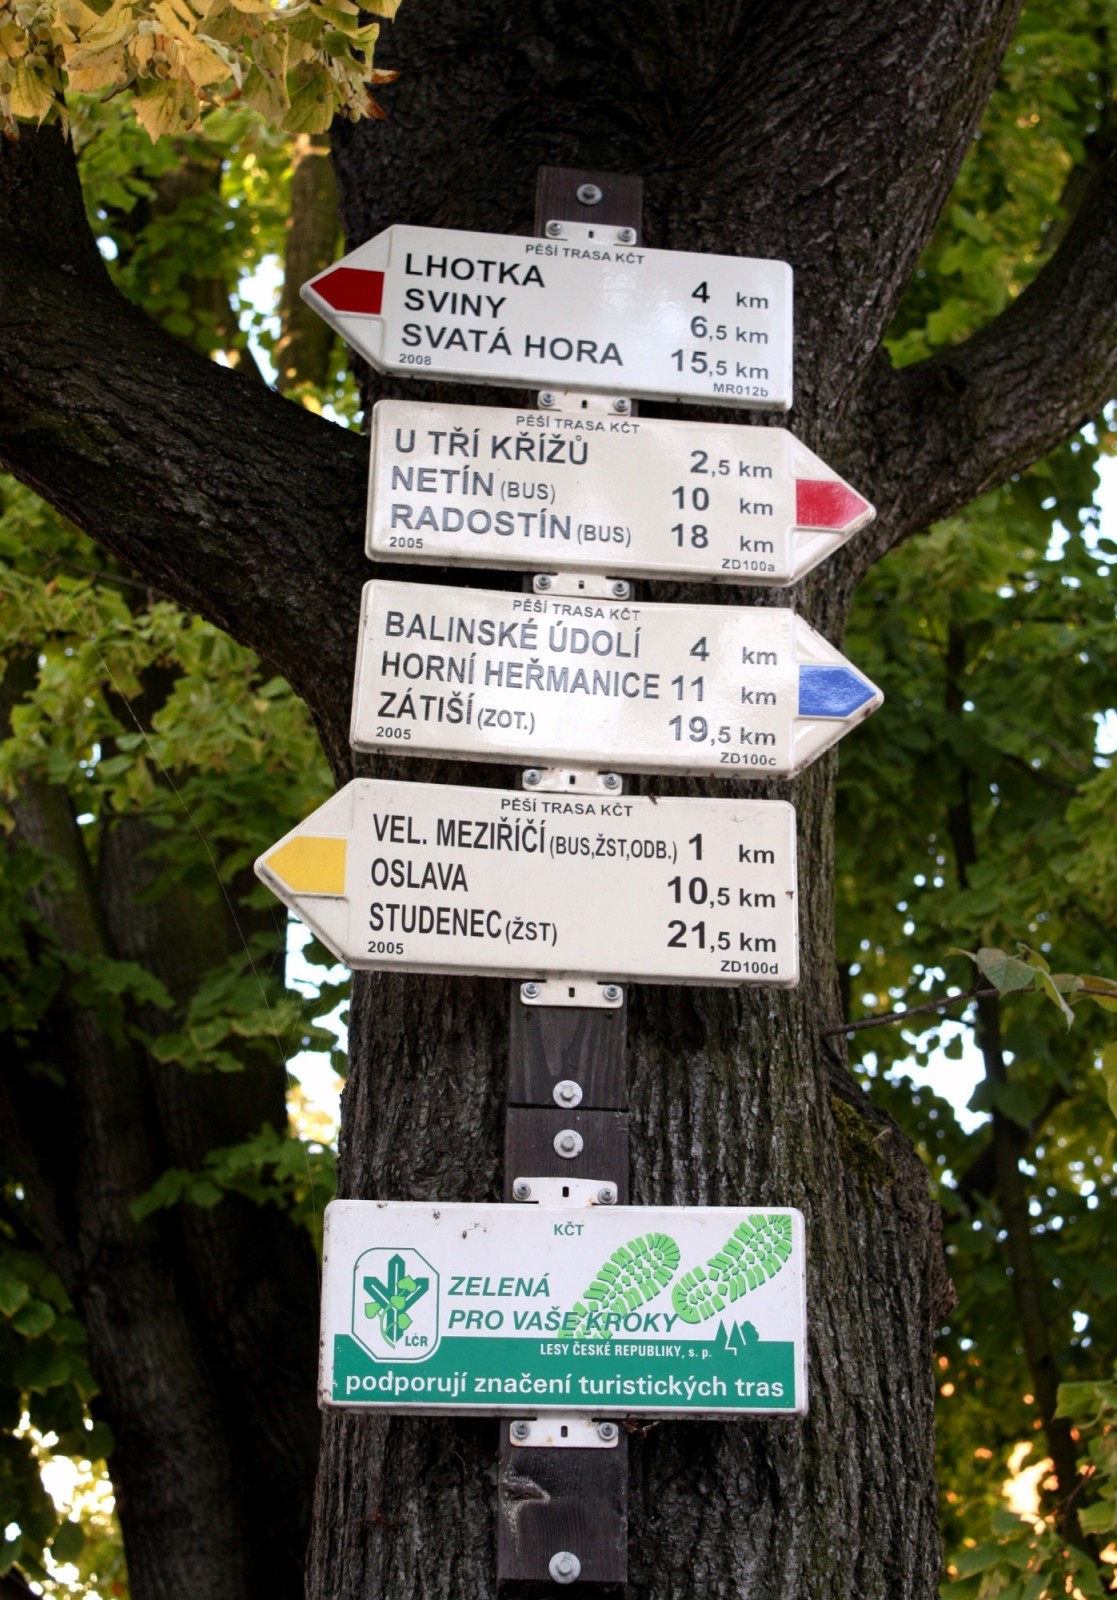 PĚŠÍ TRASA KČT
LHOTKA 4 km
SVINY 6,5 km
SVATÁ HORA 15,5 km
2008 MR012b
PĚŠÍ TRASA KČT
U TŘÍ KŘÍŽŮ 2,5 km
NETÍN (BUS) 10 km
RADOSTÍN (BUS) 18 km
2005 ZD100a
PĚŠÍ TRASA KČT
BALINSKÉ ÚDOLÍ 4 km
HORNÍ HEŘMANICE 11 km
ZÁTIŠÍ (ZOT.) 19,5 km
2005 ZD100c
PĚŠÍ TRASA KČT
VEL. MEZIŘÍČÍ (BUS,ŽST,ODB.) 1 km
OSLAVA 10,5 km
STUDENEC (ŽST) 21,5 km
2005 ZD100d
KČT
ZELENÁ
PRO VAŠE KROKY
LČR
LESY ČESKÉ REPUBLIKY, s. p.
podporují značení turistických tras